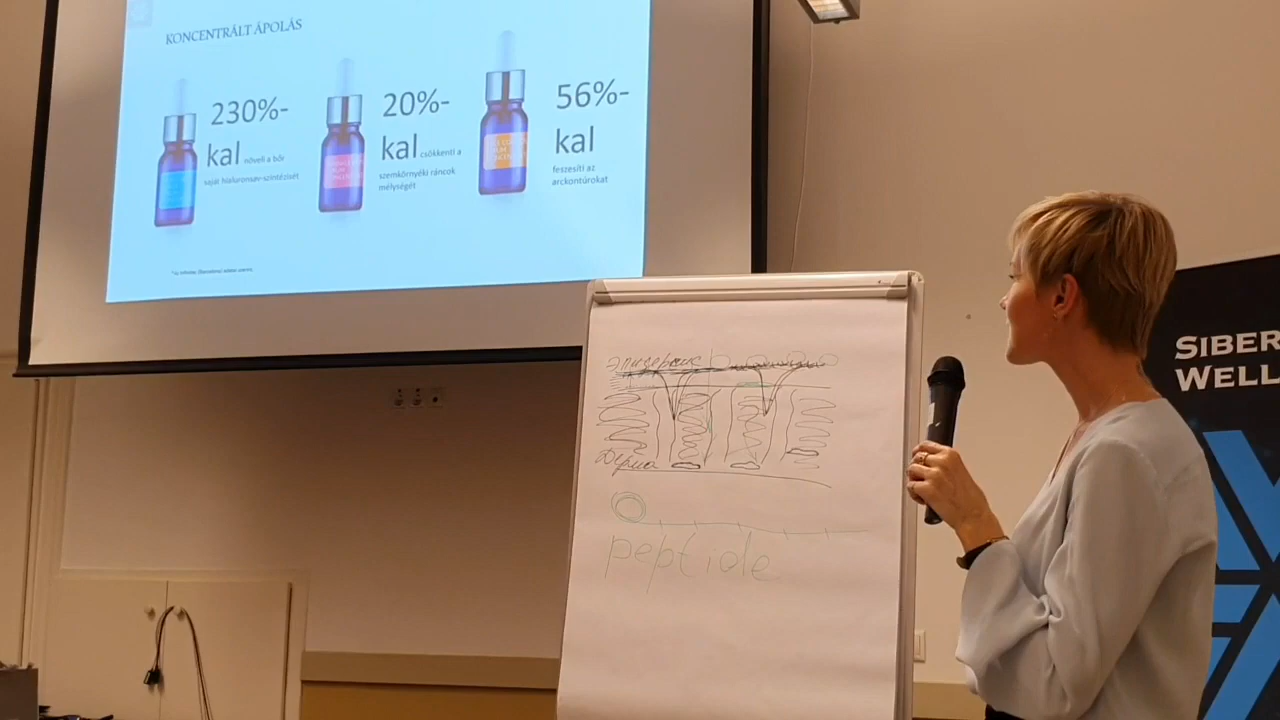 KONCENTRÁLT ÁPOLÁS
230%-
kal növeli a bőr
saját hialuronsav-szintézisét
20%-
kal csökkenti a
szemkörnyéki ráncok
mélységét
56%-
kal
feszesíti az
arckontúrokat
эпидермис
Дерма
peptide
SIBER
WELL